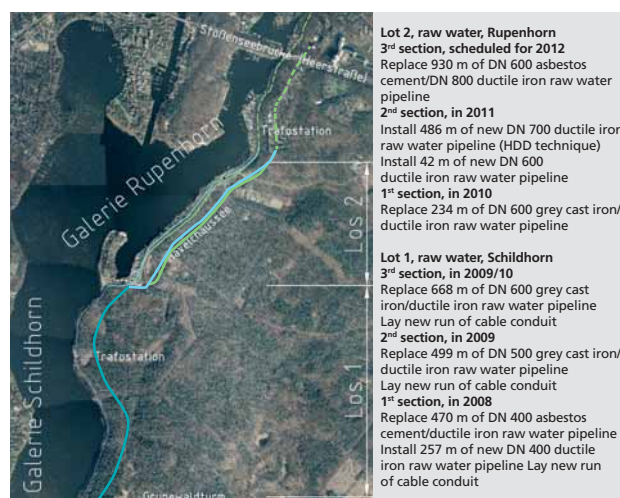 Stößenseebrücke
Heerstraße
Trafostation
Galerie Rupenhorn
Havelchaussee
Los 2
Trafostation
Los 1
Galerie Schildhorn
Grunewaldturm
Lot 2, raw water, Rupenhorn
3rd section, scheduled for 2012
Replace 930 m of DN 600 asbestos
cement/DN 800 ductile iron raw water
pipeline
2nd section, in 2011
Install 486 m of new DN 700 ductile iron
raw water pipeline (HDD technique)
Install 42 m of new DN 600
ductile iron raw water pipeline
1st section, in 2010
Replace 234 m of DN 600 grey cast iron/
ductile iron raw water pipeline
Lot 1, raw water, Schildhorn
3rd section, in 2009/10
Replace 668 m of DN 600 grey cast
iron/ductile iron raw water pipeline
Lay new run of cable conduit
2nd section, in 2009
Replace 499 m of DN 500 grey cast iron/
ductile iron raw water pipeline
Lay new run of cable conduit
1st section, in 2008
Replace 470 m of DN 400 asbestos
cement/ductile iron raw water pipeline
Install 257 m of new DN 400 ductile
iron raw water pipeline Lay new run
of cable conduit